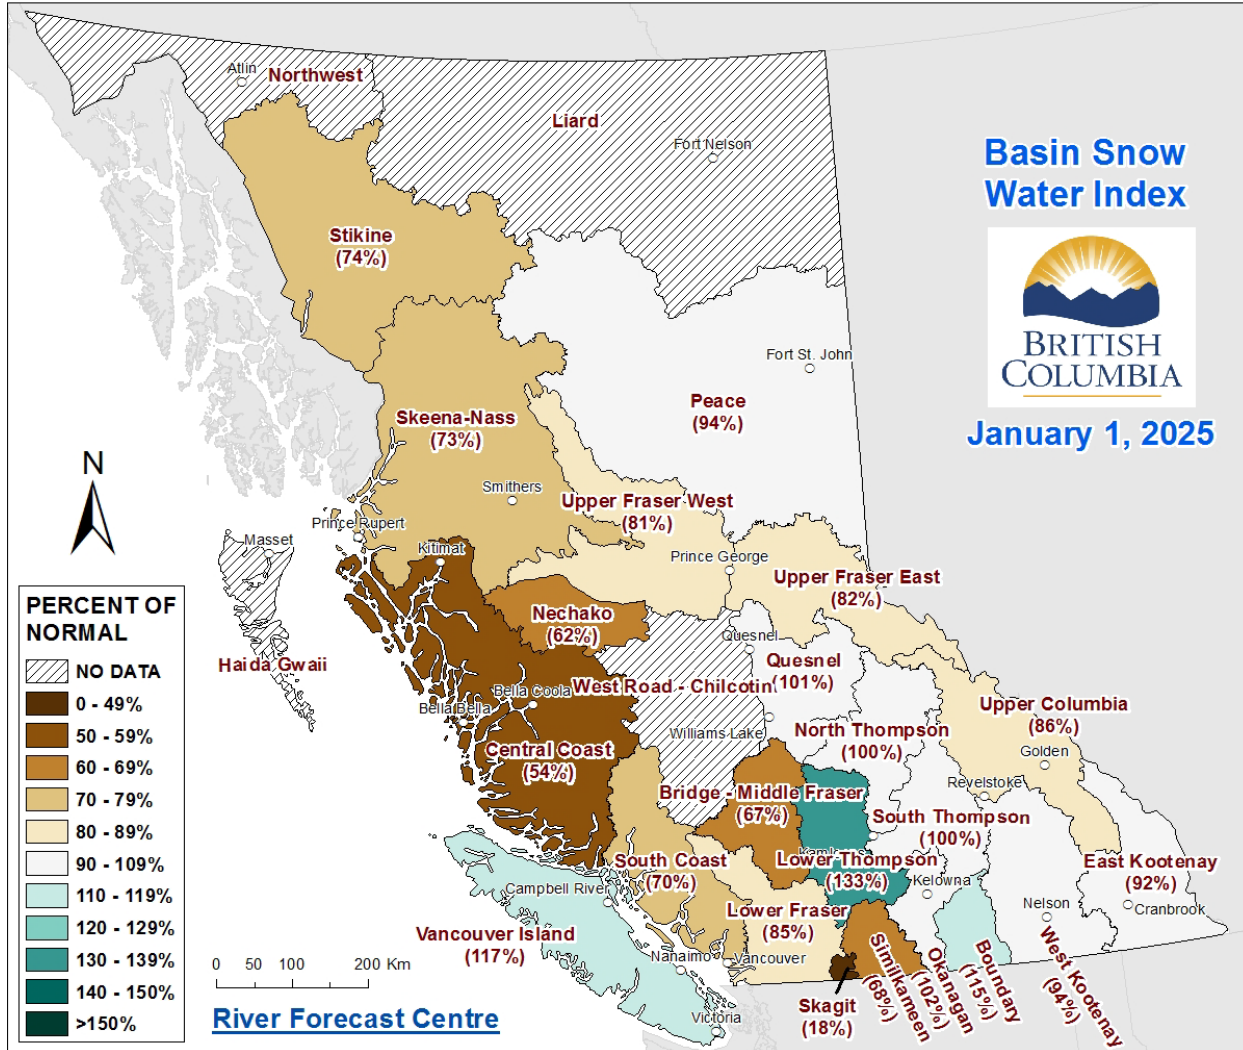 Basin Snow
Water Index
BRITISH
COLUMBIA
January 1, 2025
Atlin
Northwest
Liard
Fort Nelson
Stikine
(74%)
Fort St. John
Peace
(94%)
Skeena-Nass
(73%)
Smithers
Upper Fraser West
(81%)
N
Prince Rupert
Masset
Kitimat
Prince George
Upper Fraser East
(82%)
Nechako
(62%)
Quesnel
Quesnel
(101%)
Haida Gwaii
West Road - Chilcotin
Bella Coola
Bella Bella
Williams Lake
Upper Columbia
(86%)
Golden
North Thompson
(100%)
Central Coast
(54%)
Revelstoke
Bridge - Middle Fraser
(67%)
South Thompson
(100%)
South Coast
(70%)
Lower Thompson
(133%)
East Kootenay
(92%)
Campbell River
Kelowna
Nelson
Cranbrook
Lower Fraser
(85%)
Vancouver Island
(117%)
Nanaimo
Vancouver
Skagit
(18%)
Similkameen
(68%)
Okanagan
(102%)
Boundary
(115%)
West Kootenay
(94%)
Victoria
PERCENT OF
NORMAL
NO DATA
0 - 49%
50 - 59%
60 - 69%
70 - 79%
80 - 89%
90 - 109%
110 - 119%
120 - 129%
130 - 139%
140 - 150%
>150%
0 50 100 200 Km
River Forecast Centre